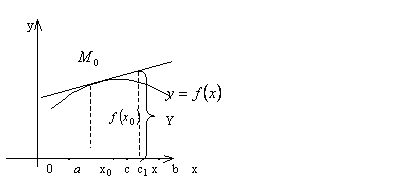 y
M₀
y = f(x)
f(x₀) Y
0 a x₀ c c₁ x b x